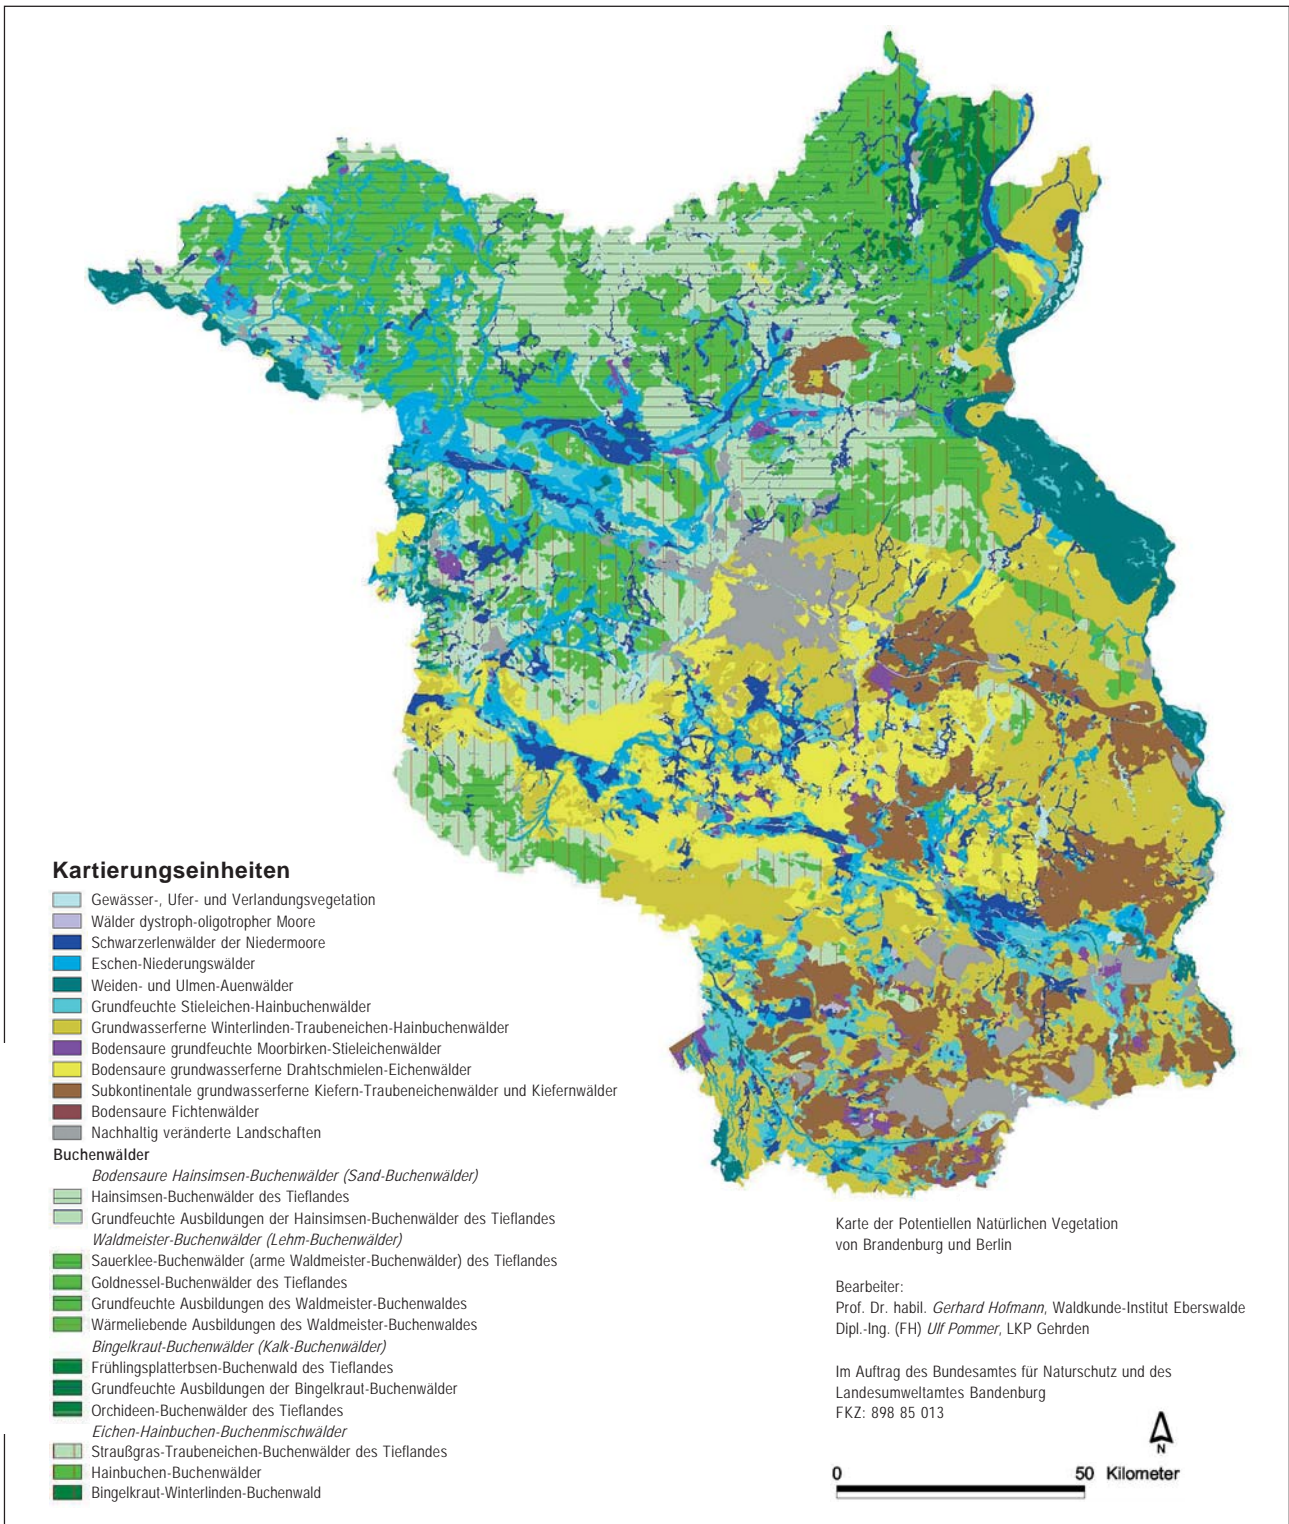 Kartierungseinheiten
Gewässer-, Ufer- und Verlandungsvegetation
Wälder dystroph-oligotropher Moore
Schwarzerlenwälder der Niedermoore
Eschen-Niederungswälder
Weiden- und Ulmen-Auenwälder
Grundfeuchte Stieleichen-Hainbuchenwälder
Grundwasserferne Winterlinden-Traubeneichen-Hainbuchenwälder
Bodensaure grundfeuchte Moorbirken-Stieleichenwälder
Bodensaure grundwasserferne Drahtschmielen-Eichenwälder
Subkontinentale grundwasserferne Kiefern-Traubeneichenwälder und Kiefernwälder
Bodensaure Fichtenwälder
Nachhaltig veränderte Landschaften
Buchenwälder
Bodensaure Hainsimsen-Buchenwälder (Sand-Buchenwälder)
Hainsimsen-Buchenwälder des Tieflandes
Grundfeuchte Ausbildungen der Hainsimsen-Buchenwälder des Tieflandes
Waldmeister-Buchenwälder (Lehm-Buchenwälder)
Sauerklee-Buchenwälder (arme Waldmeister-Buchenwälder) des Tieflandes
Goldnessel-Buchenwälder des Tieflandes
Grundfeuchte Ausbildungen des Waldmeister-Buchenwaldes
Wärmeliebende Ausbildungen des Waldmeister-Buchenwaldes
Bingelkraut-Buchenwälder (Kalk-Buchenwälder)
Frühlingsplatterbsen-Buchenwald des Tieflandes
Grundfeuchte Ausbildungen der Bingelkraut-Buchenwälder
Orchideen-Buchenwälder des Tieflandes
Eichen-Hainbuchen-Buchenmischwälder
Straußgras-Traubeneichen-Buchenwälder des Tieflandes
Hainbuchen-Buchenwälder
Bingelkraut-Winterlinden-Buchenwald
Karte der Potentiellen Natürlichen Vegetation
von Brandenburg und Berlin
Bearbeiter:
Prof. Dr. habil. Gerhard Hofmann, Waldkunde-Institut Eberswalde
Dipl.-Ing. (FH) Ulf Pommer, LKP Gehrden
Im Auftrag des Bundesamtes für Naturschutz und des
Landesumweltamtes Bandenburg
FKZ: 898 85 013
N
0 50 Kilometer